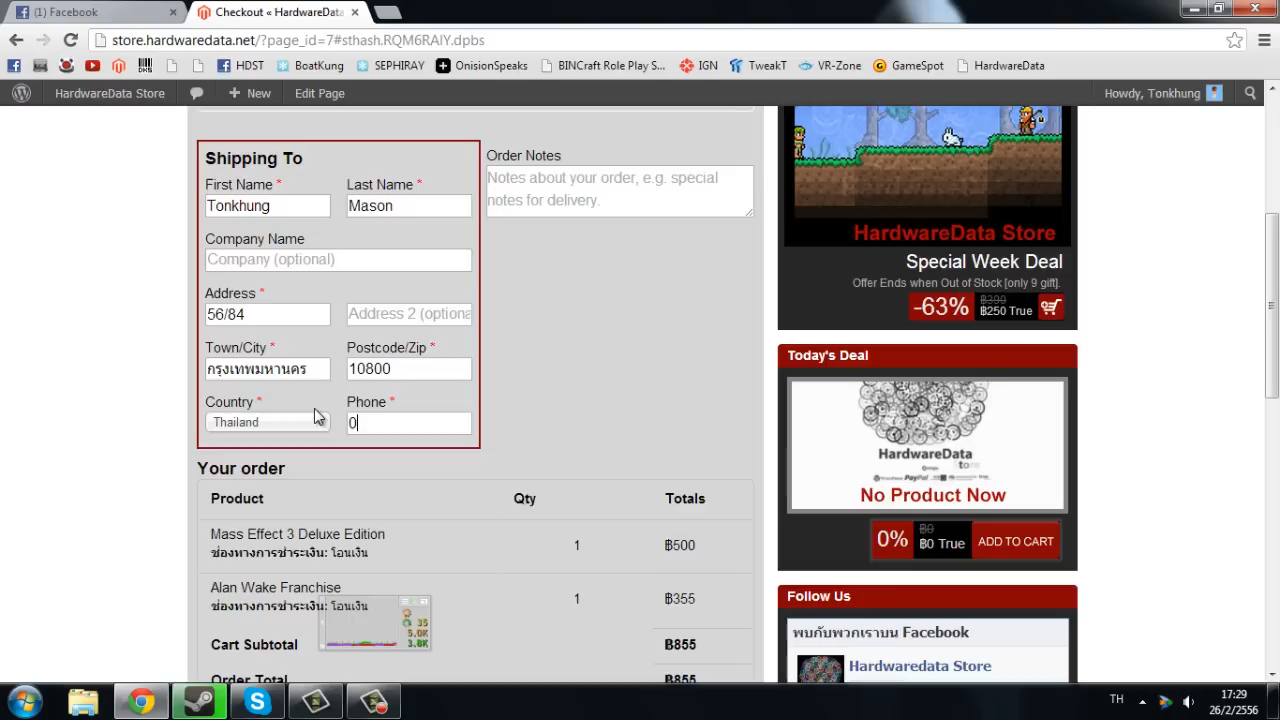 (1) Facebook
Checkout « HardwareData
store.hardwaredata.net/?page_id=7#sthash.RQM6RAIY.dpbs
HDST BoatKung SEPHIRAY OnisionSpeaks BINCraft Role Play S... IGN TweakT VR-Zone GameSpot HardwareData
HardwareData Store + New Edit Page Howdy, Tonkhung
Shipping To
First Name * Last Name *
Tonkhung Mason
Company Name
Company (optional)
Address *
56/84 Address 2 (optiona
Town/City * Postcode/Zip *
กรุงเทพมหานคร 10800
Country * Phone *
Thailand 0
Order Notes
Notes about your order, e.g. special
notes for delivery.
Your order
Product Qty Totals
Mass Effect 3 Deluxe Edition
ช่องทางการชำระเงิน: โอนเงิน 1 ฿500
Alan Wake Franchise
ช่องทางการชำระเงิน: โอนเงิน 1 ฿355
35
5.0K
3.8K
Cart Subtotal ฿855
Order Total ฿855
HardwareData Store
Special Week Deal
Offer Ends when Out of Stock [only 9 gift].
-63% ฿390
฿250 True
Today's Deal
HardwareData
tore
PayPal
No Product Now
0% ฿0
฿0 True ADD TO CART
Follow Us
พบกับพวกเราบน Facebook
Hardwaredata Store
TH 17:29
26/2/2556